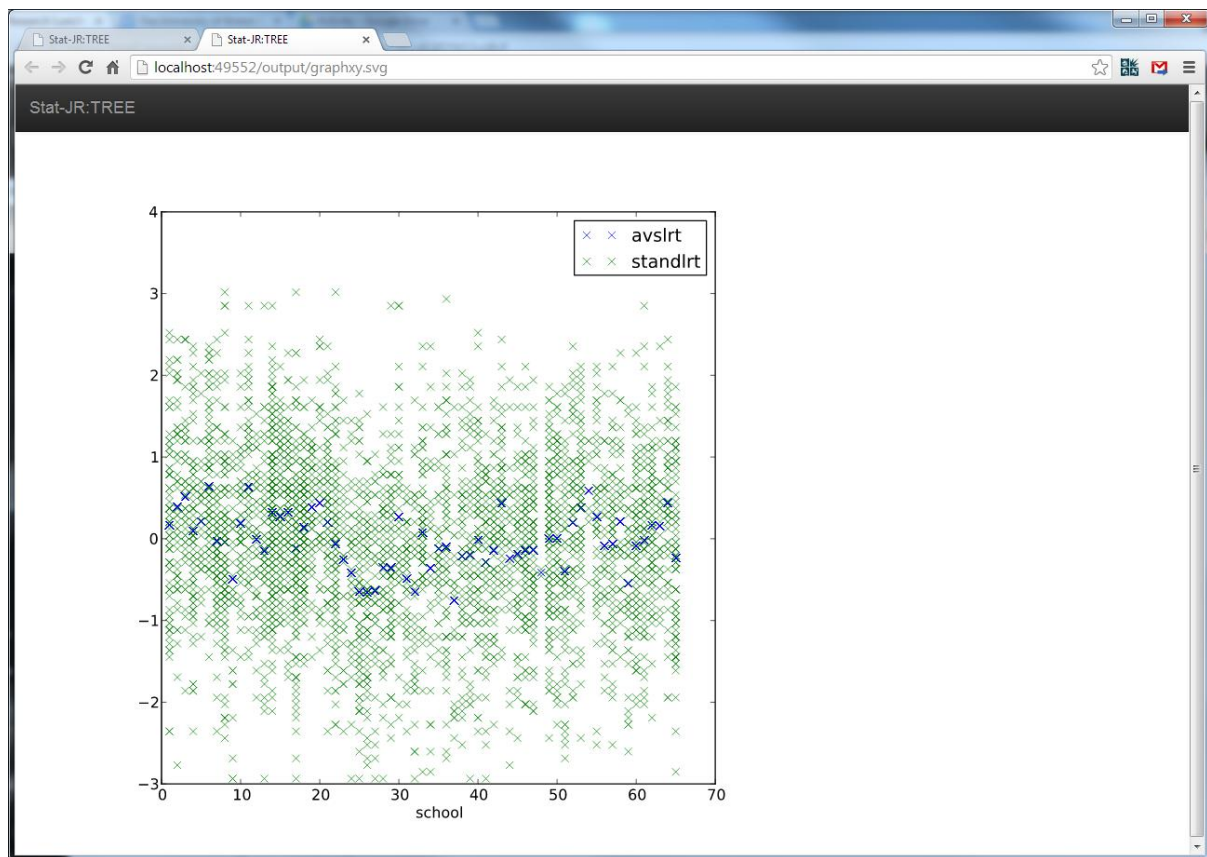 Stat-JR:TREE
Stat-JR:TREE
localhost:49552/output/graphxy.svg
Stat-JR:TREE
avslrt
standlrt
4
3
2
1
0
−1
−2
−3
0 10 20 30 40 50 60 70
school